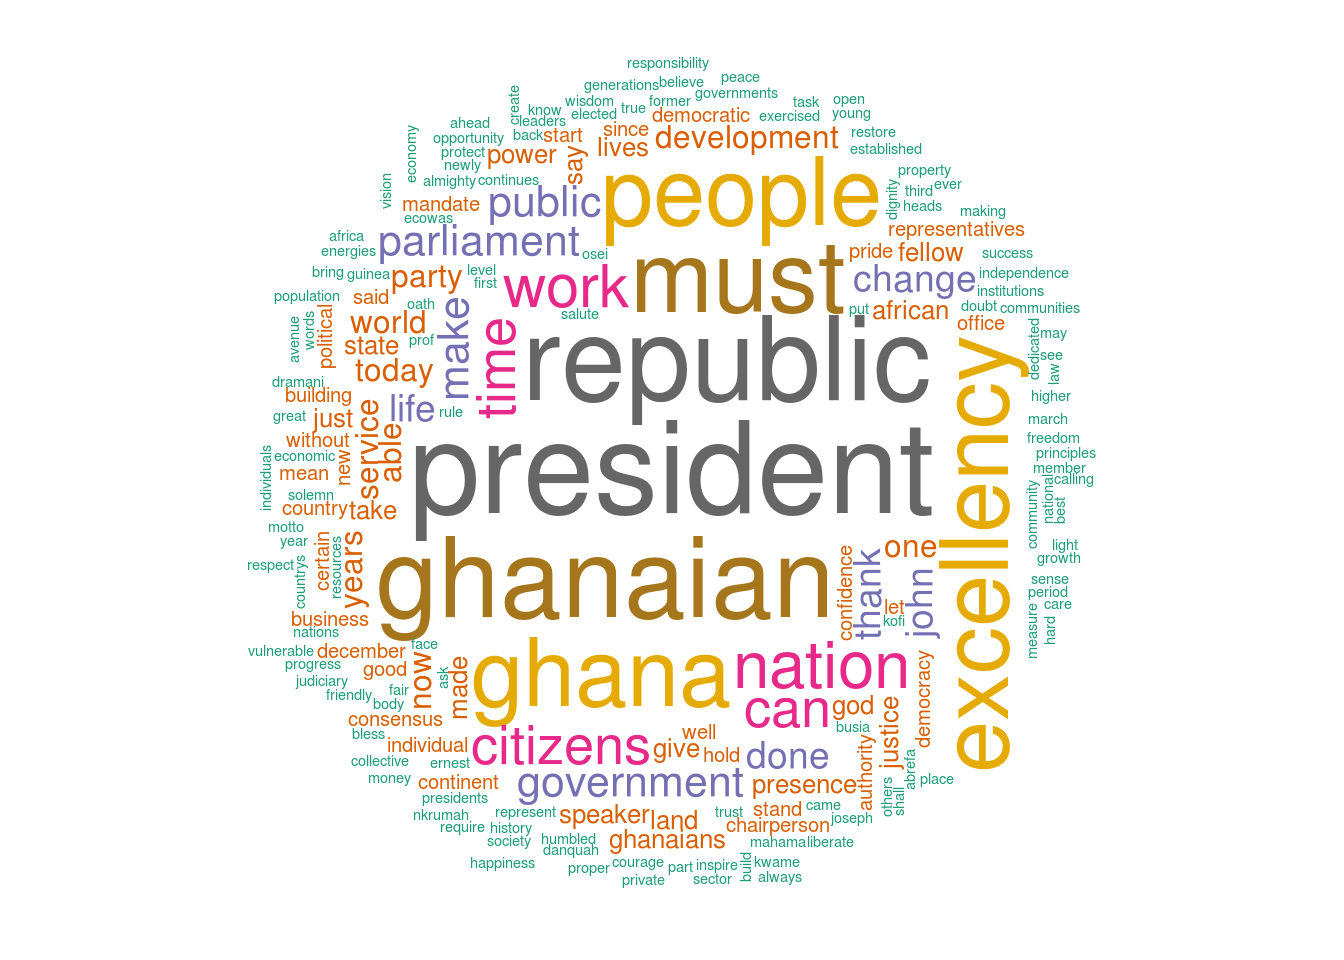 responsibility
generations believe peace
governments
create
know wisdom true former task open
elected exercised young
ahead leaders since democratic
back start lives development restore
opportunity
economy
protect power say established
newly
almighty continues people property
vision third ever
dignity
mandate public heads making
ecowas
africa parliament osei representatives
energies pride fellow success
bring guinea party level work must change independence
first institutions
population said oath salute put african doubt communities
avenue words political world prof make time republic office dedicated may
state see
law
dramani today higher
building life rule excellency
great just march
without service able president freedom
economic principles
individuals mean new member
calling
solemn national
country take community best
motto
year years ghanaian one light
growth
respect countrys certain resources confidence thank john sense
period
business let care
kofi
nations measure hard
vulnerable december face
progress good now ask made ghana nation god democracy
judiciary
friendly fair
body
consensus can busia
bless well justice
individual citizens give hold done
collective ernest
money continent government presence authority abrefa place
presidents others shall
nkrumah represent speaker land trust stand came
require history chairperson joseph
society humbled ghanaians mahama liberate
danquah
happiness proper courage part inspire build kwame
private sector always